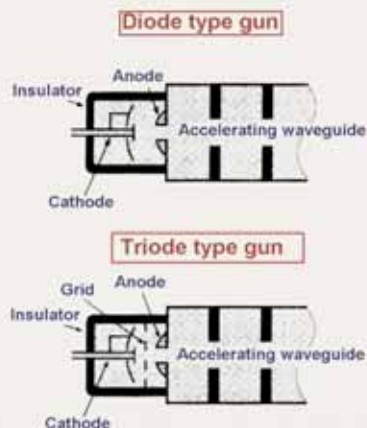 Diode type gun
Anode
Insulator
Accelerating waveguide
Cathode
Triode type gun
Grid
Anode
Insulator
Accelerating waveguide
Cathode